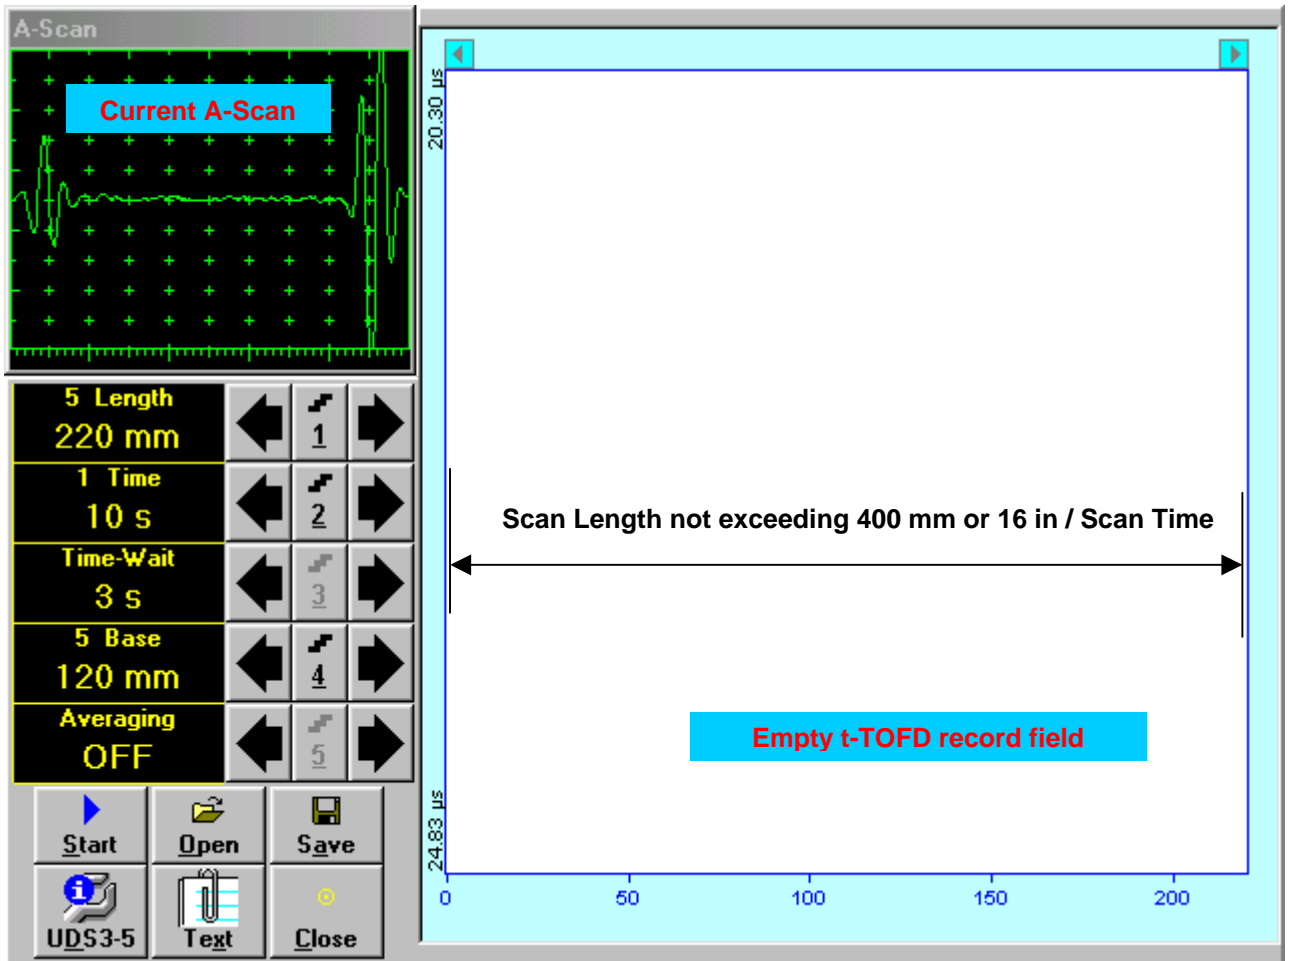 A-Scan
Current A-Scan
5 Length
220 mm
1
1 Time
10 s
2
Time-Wait
3 s
3
5 Base
120 mm
4
Averaging
OFF
5
Start
Open
Save
UDS3-5
Text
Close
20.30 µs
Scan Length not exceeding 400 mm or 16 in / Scan Time
Empty t-TOFD record field
24.83 µs
0 50 100 150 200